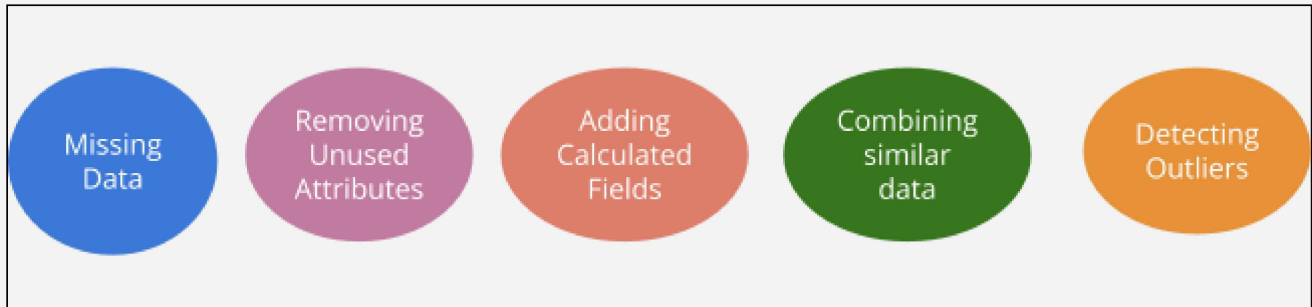 Missing
Data
Removing
Unused
Attributes
Adding
Calculated
Fields
Combining
similar
data
Detecting
Outliers